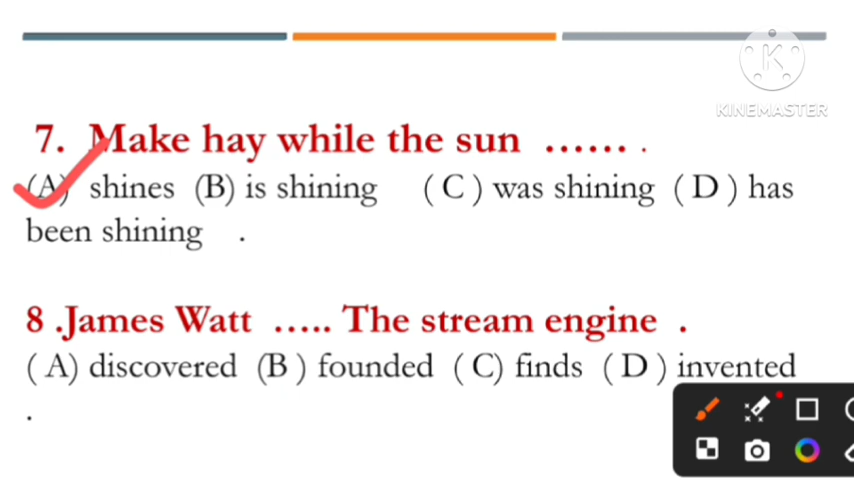 KINEMASTER
7. Make hay while the sun ...... .
(A) shines (B) is shining ( C ) was shining ( D ) has
been shining .
8 .James Watt ..... The stream engine .
( A) discovered (B ) founded ( C) finds ( D ) invented
.